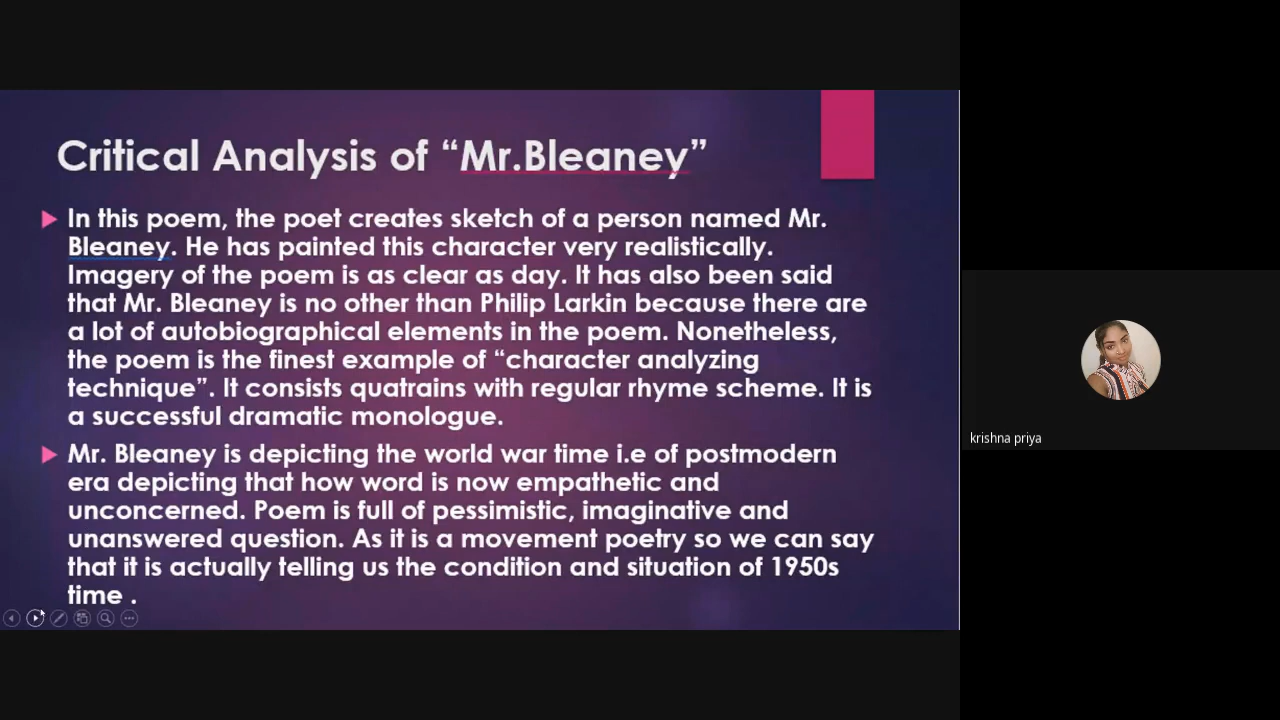 Critical Analysis of “Mr.Bleaney”
In this poem, the poet creates sketch of a person named Mr.
Bleaney. He has painted this character very realistically.
Imagery of the poem is as clear as day. It has also been said
that Mr. Bleaney is no other than Philip Larkin because there are
a lot of autobiographical elements in the poem. Nonetheless,
the poem is the finest example of “character analyzing
technique”. It consists quatrains with regular rhyme scheme. It is
a successful dramatic monologue.
Mr. Bleaney is depicting the world war time i.e of postmodern
era depicting that how word is now empathetic and
unconcerned. Poem is full of pessimistic, imaginative and
unanswered question. As it is a movement poetry so we can say
that it is actually telling us the condition and situation of 1950s
time .
krishna priya